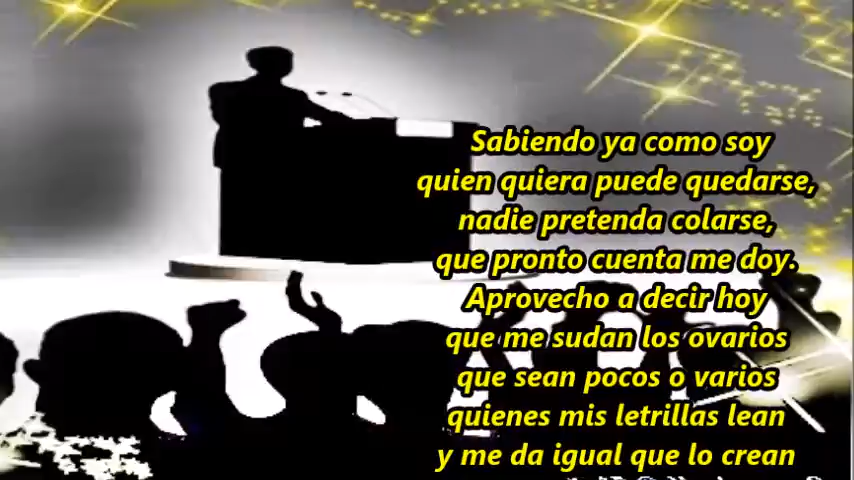 Sabiendo ya como soy
quien quiera puede quedarse,
nadie pretenda colarse,
que pronto cuenta me doy.
Aprovecho a decir hoy
que me sudan los ovarios
que sean pocos o varios
quienes mis letrillas lean
y me da igual que lo crean